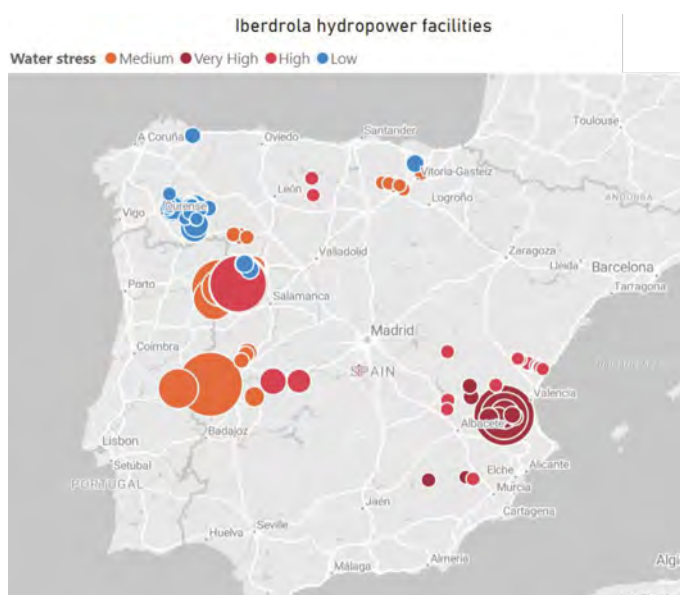 Iberdrola hydropower facilities
Water stress Medium Very High High Low
Toulouse
A Coruña
Oviedo
Santander
Vitoria-Gasteiz
León
ANDORRA
Ourense
Logroño
Vigo
Valladolid
Zaragoza
Lleida
Barcelona
Porto
Tarragona
Salamanca
Madrid
Coimbra
SPAIN
Valencia
Albacete
Lisbon
Badajoz
Setúbal
Elche
Alicante
PORTUGAL
Jaén
Murcia
Cartagena
Huelva
Seville
Almería
Málaga
Algi